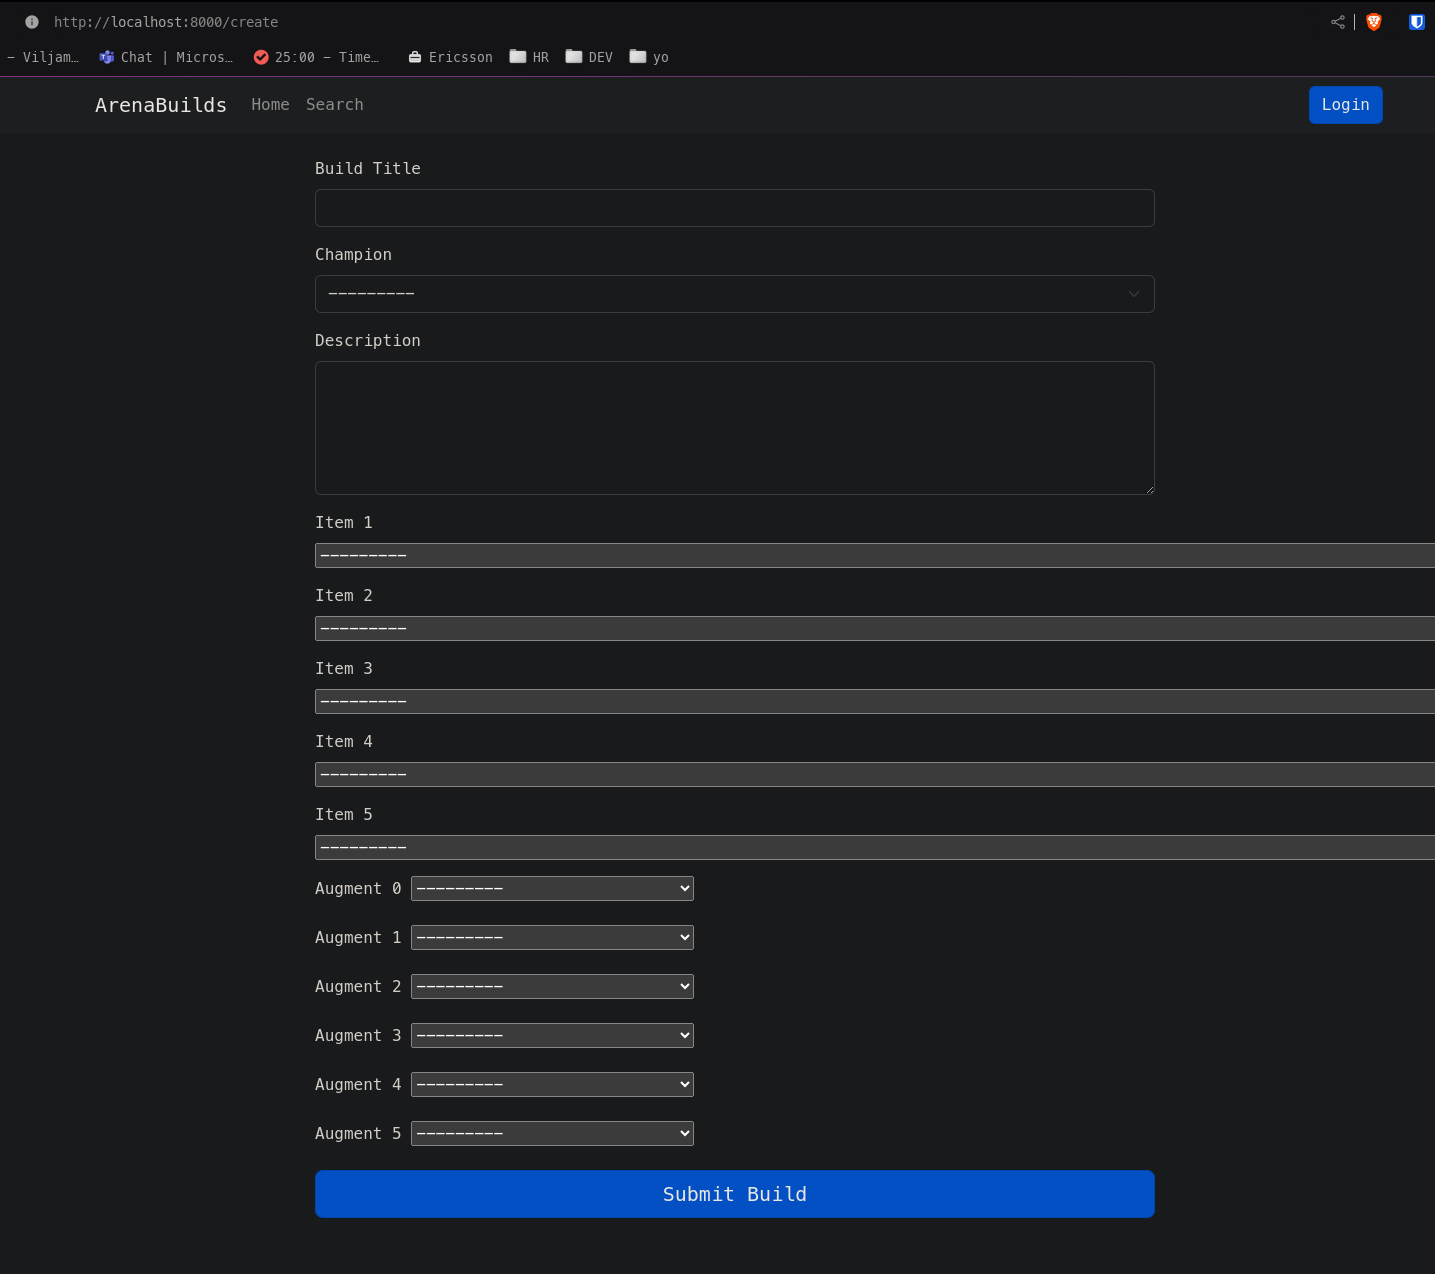 http://localhost:8000/create
– Viljam… Chat | Micros… 25:00 – Time… Ericsson HR DEV yo
ArenaBuilds Home Search Login
Build Title
Champion
---------
Description
Item 1
---------
Item 2
---------
Item 3
---------
Item 4
---------
Item 5
---------
Augment 0 ---------
Augment 1 ---------
Augment 2 ---------
Augment 3 ---------
Augment 4 ---------
Augment 5 ---------
Submit Build